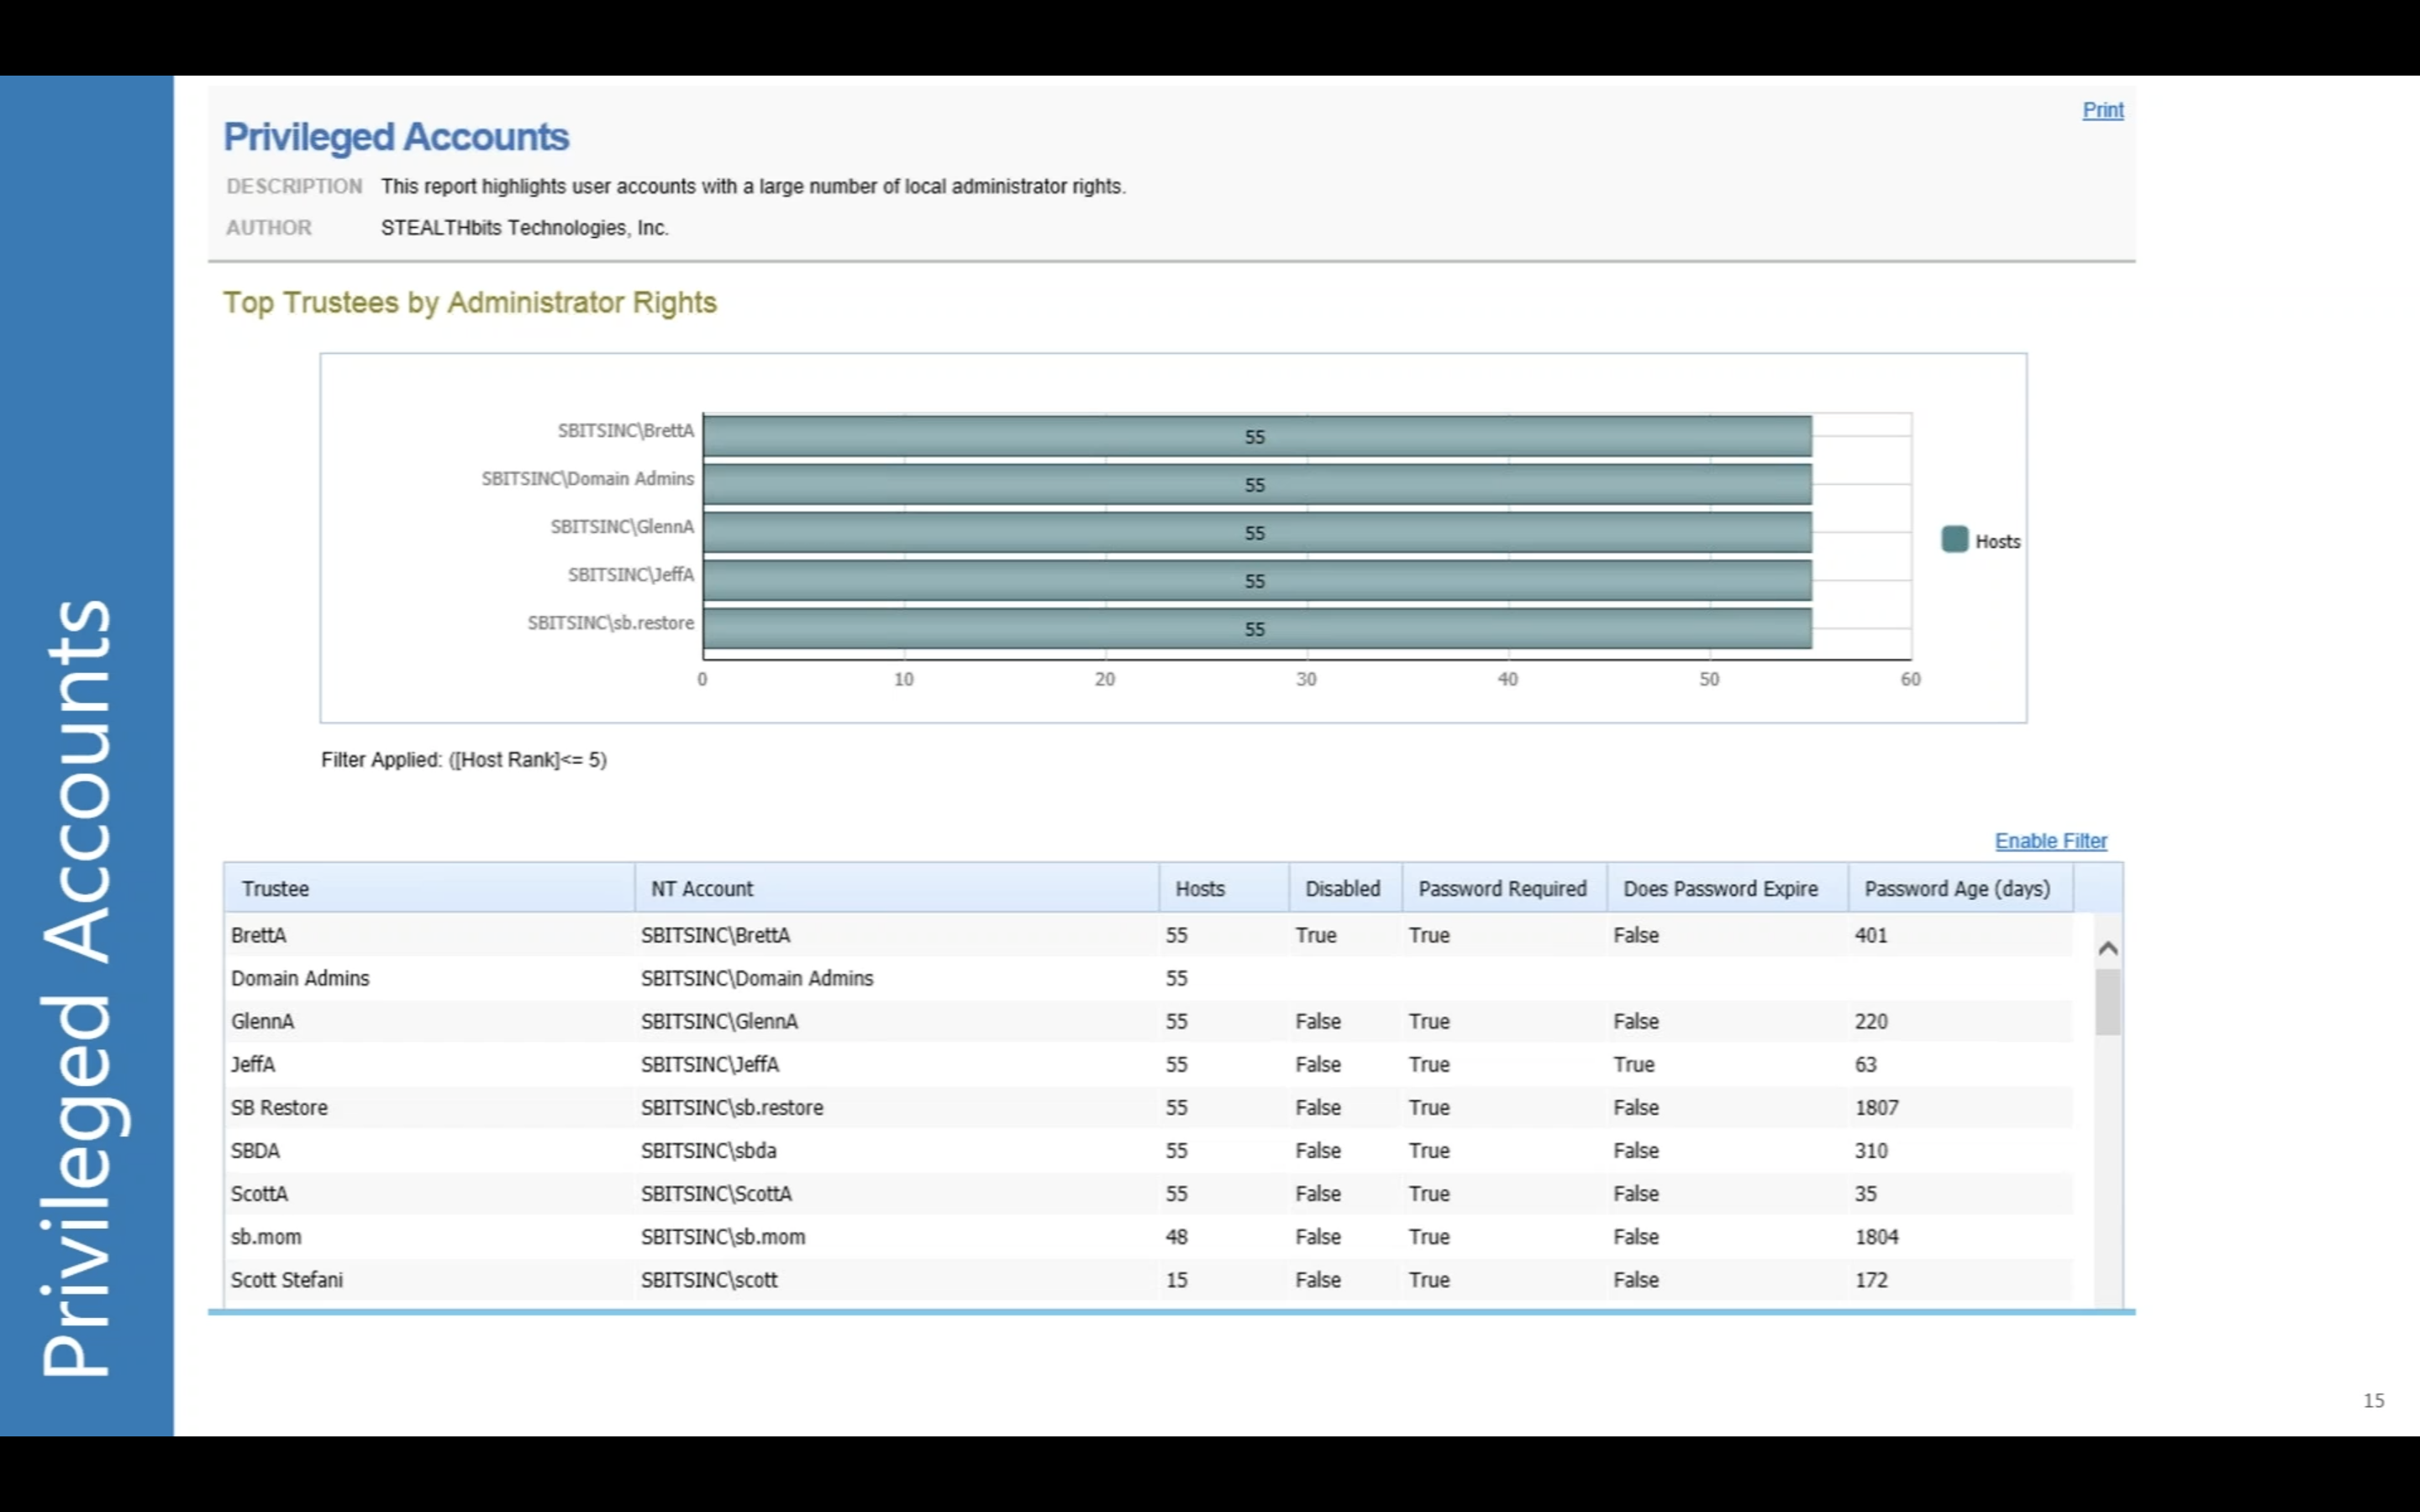 Privileged Accounts
Print
Privileged Accounts
DESCRIPTION This report highlights user accounts with a large number of local administrator rights.
AUTHOR STEALTHbits Technologies, Inc.
Top Trustees by Administrator Rights
SBITSINC\BrettA 55
SBITSINC\Domain Admins 55
SBITSINC\GlennA 55
Hosts
SBITSINC\JeffA 55
SBITSINC\sb.restore 55
0 10 20 30 40 50 60
Filter Applied: ([Host Rank]<= 5)
Enable Filter
Trustee NT Account Hosts Disabled Password Required Does Password Expire Password Age (days)
BrettA SBITSINC\BrettA 55 True True False 401
Domain Admins SBITSINC\Domain Admins 55
GlennA SBITSINC\GlennA 55 False True False 220
JeffA SBITSINC\JeffA 55 False True True 63
SB Restore SBITSINC\sb.restore 55 False True False 1807
SBDA SBITSINC\sbda 55 False True False 310
ScottA SBITSINC\ScottA 55 False True False 35
sb.mom SBITSINC\sb.mom 48 False True False 1804
Scott Stefani SBITSINC\scott 15 False True False 172
15